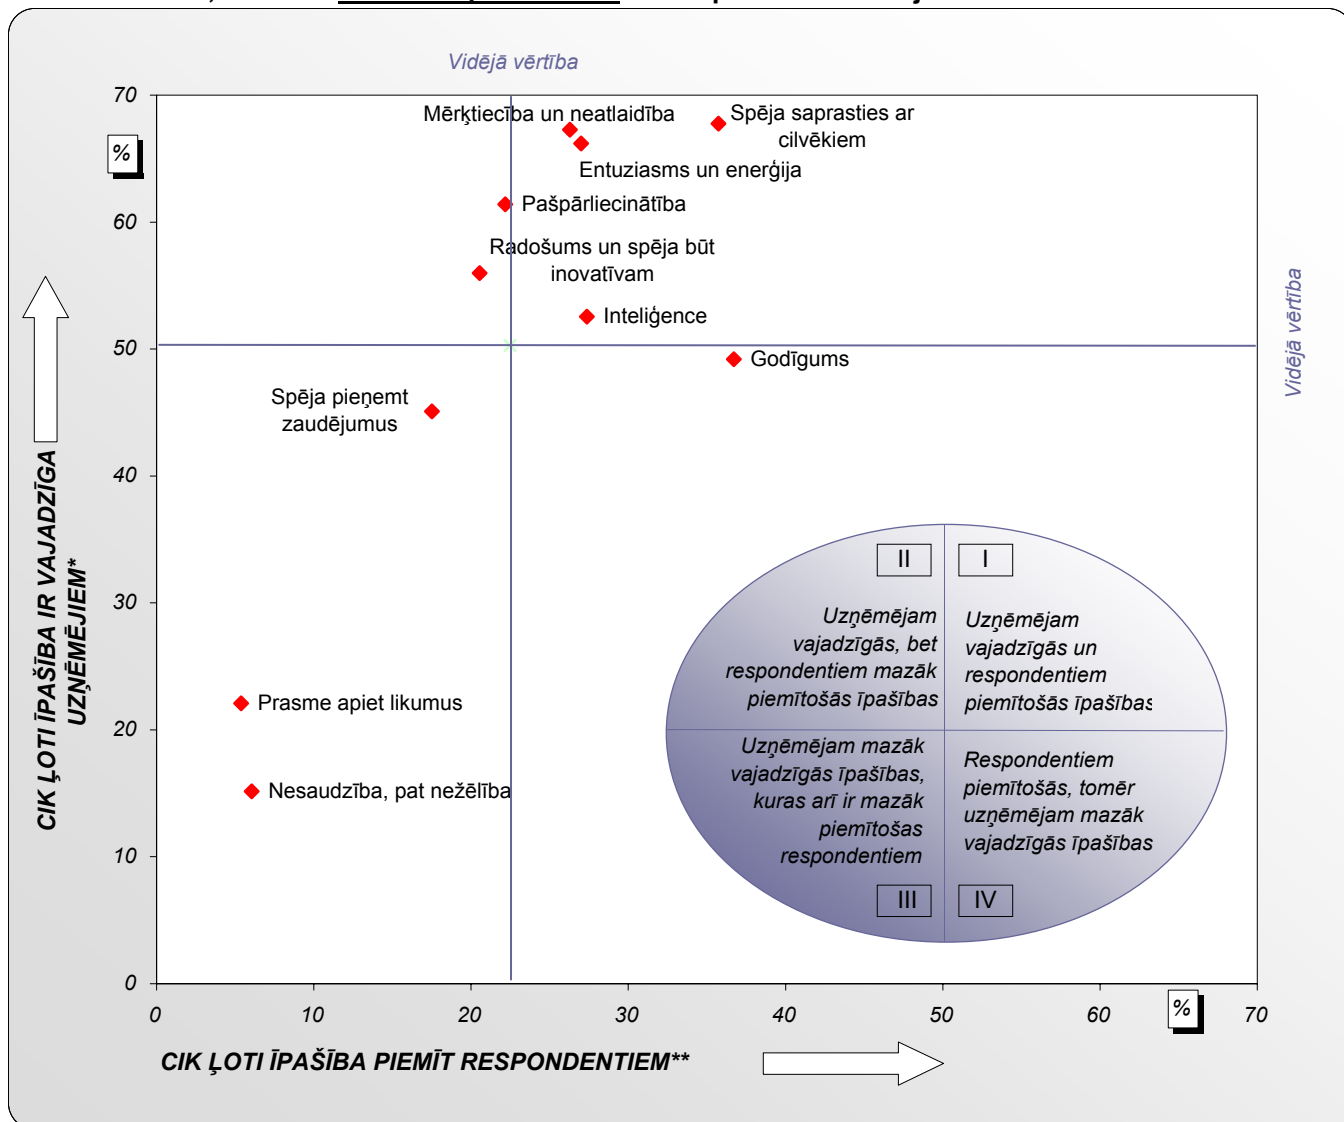 Vidējā vērtība
70
%
60
50
40
30
20
10
0
Mērķtiecība un neatlaidība
Spēja saprasties ar
cilvēkiem
Entuziasms un enerģija
Pašpārliecinātība
Radošums un spēja būt
inovatīvam
Inteliģence
Godīgums
Spēja pieņemt
zaudējumus
Prasme apiet likumus
Nesaudzība, pat nežēlība
Vidējā vērtība
CIK ĻOTI ĪPAŠĪBA IR VAJADZĪGA
UZŅĒMĒJIEM*
II
I
Uzņēmējam
vajadzīgās, bet
respondentiem mazāk
piemītošās īpašības
Uzņēmējam
vajadzīgās un
respondentiem
piemītošās īpašības
Uzņēmējam mazāk
vajadzīgās īpašības,
kuras arī ir mazāk
piemītošas
respondentiem
Respondentiem
piemītošās, tomēr
uzņēmējam mazāk
vajadzīgās īpašības
III
IV
0 10 20 30 40 50 60 % 70
CIK ĻOTI ĪPAŠĪBA PIEMĪT RESPONDENTIEM**